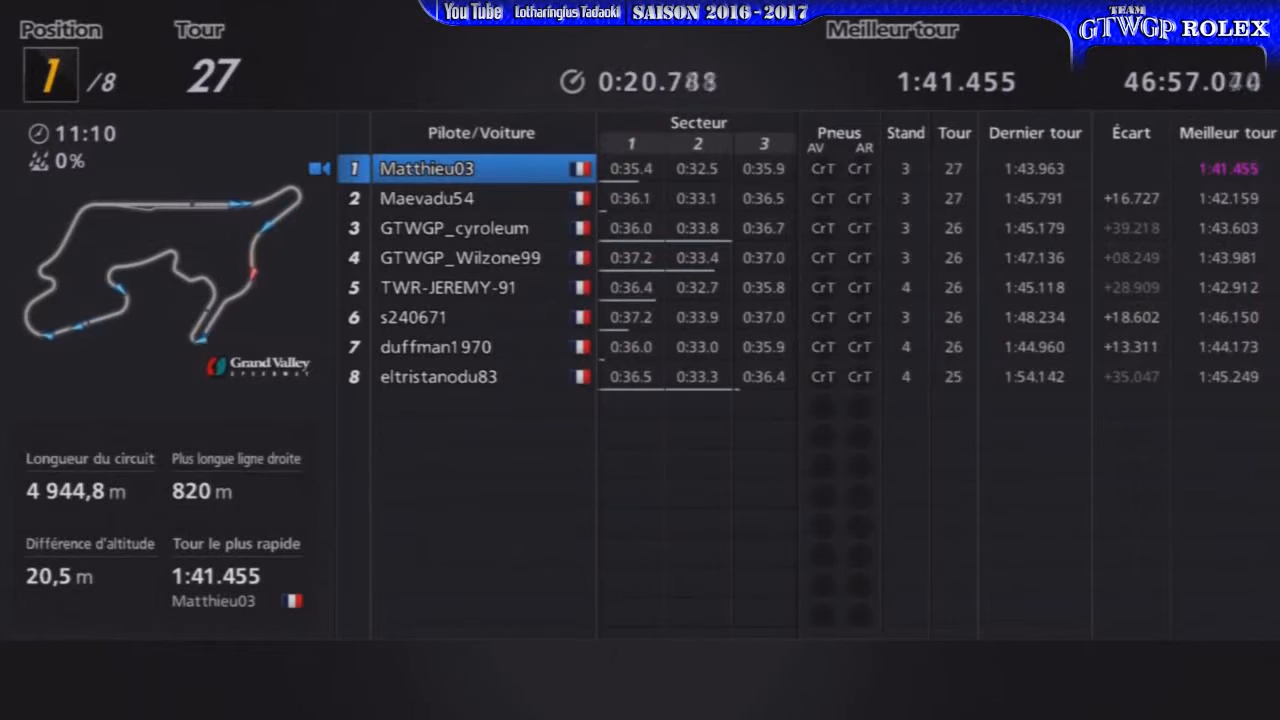 You Tube Lotharingius Tadaoki SAISON 2016 - 2017
TEAM
GTWGP ROLEX
Position Tour Meilleur tour
1 /8 27 1:41.455
11:10
0%
Grand Valley
SPEEDWAY
Longueur du circuit Plus longue ligne droite
4 944,8 m 820 m
Différence d'altitude Tour le plus rapide
20,5 m 1:41.455
Matthieu03
Pilote/Voiture Secteur 1 2 3 Pneus AV AR Stand Tour Dernier tour Écart Meilleur tour
1 Matthieu03 0:35.4 0:32.5 0:35.9 CrT CrT 3 27 1:43.963 1:41.455
2 Maevadu54 0:36.1 0:33.1 0:36.5 CrT CrT 3 27 1:45.791 +16.727 1:42.159
3 GTWGP_cyroleum 0:36.0 0:33.8 0:36.7 CrT CrT 3 26 1:45.179 +39.218 1:43.603
4 GTWGP_Wilzone99 0:37.2 0:33.4 0:37.0 CrT CrT 3 26 1:47.136 +08.249 1:43.981
5 TWR-JEREMY-91 0:36.4 0:32.7 0:35.8 CrT CrT 4 26 1:45.118 +28.909 1:42.912
6 s240671 0:37.2 0:33.9 0:37.0 CrT CrT 3 26 1:48.234 +18.602 1:46.150
7 duffman1970 0:36.0 0:33.0 0:35.9 CrT CrT 4 26 1:44.960 +13.311 1:44.173
8 eltristanodu83 0:36.5 0:33.3 0:36.4 CrT CrT 4 25 1:54.142 +35.047 1:45.249